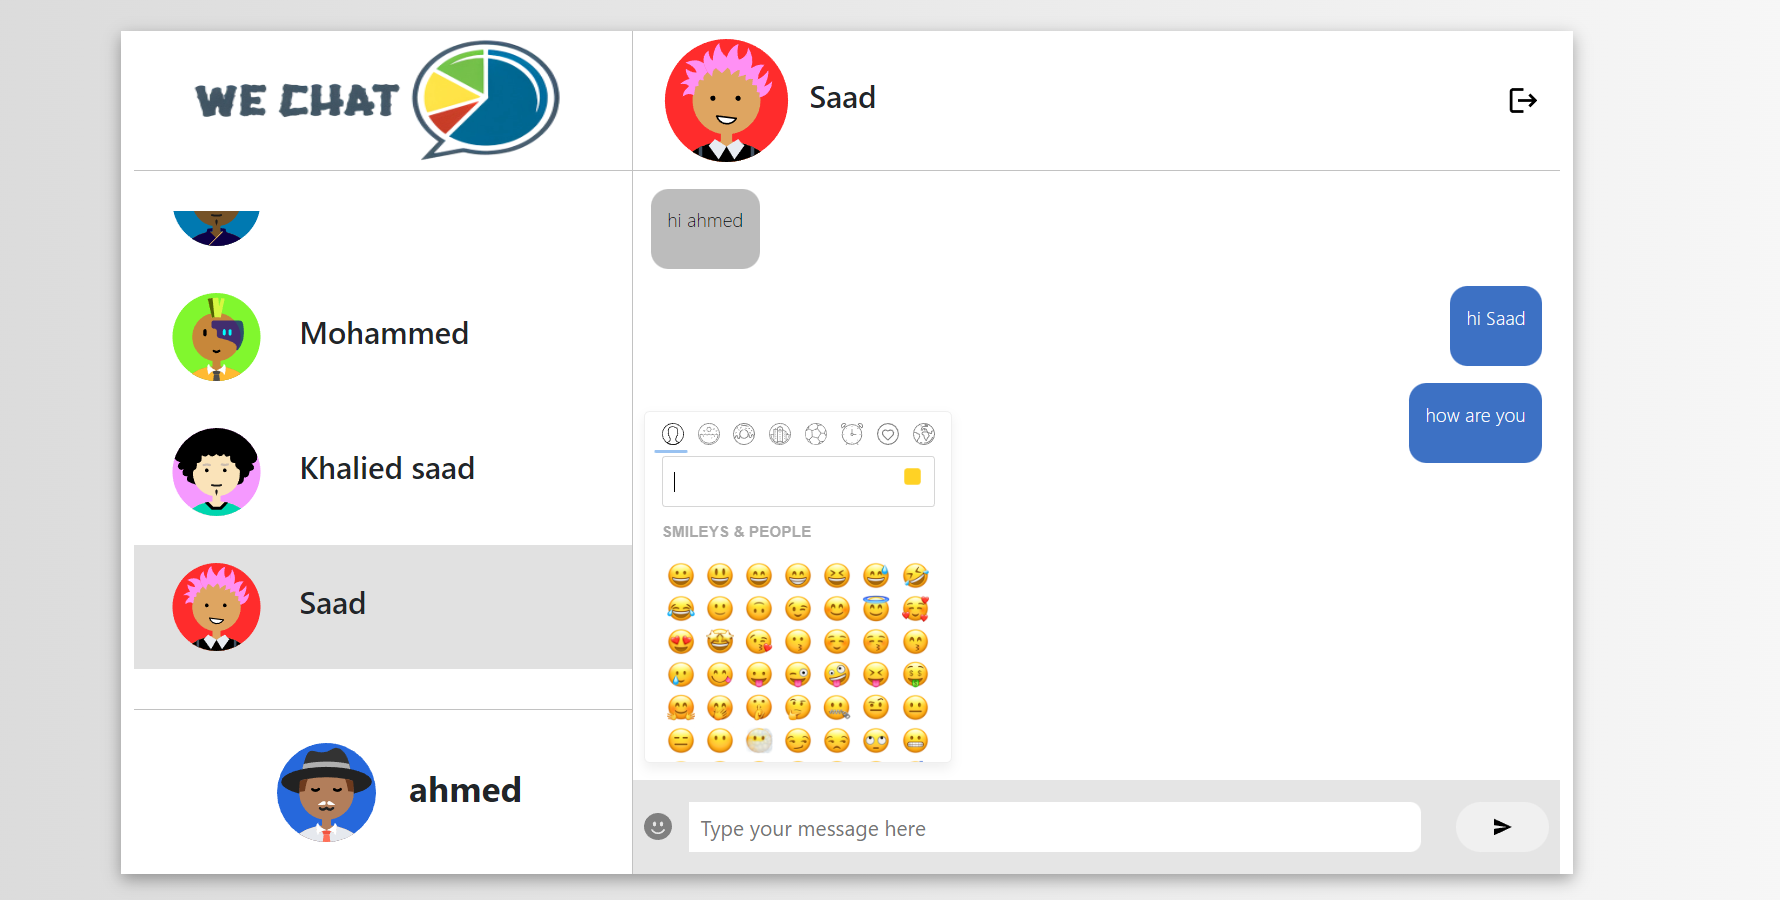 WE CHAT
Mohammed
Khalied saad
Saad
ahmed
Saad
hi ahmed
hi Saad
how are you
SMILEYS & PEOPLE
Type your message here